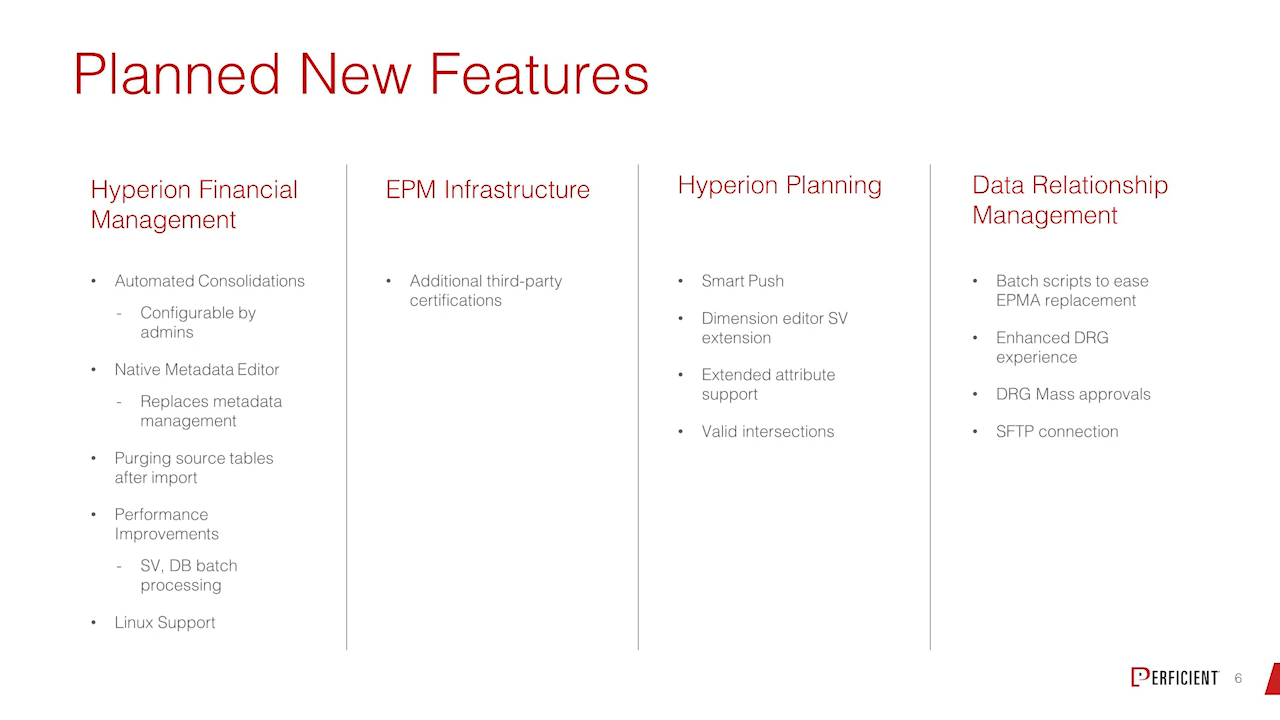 Planned New Features
Hyperion Financial
Management
• Automated Consolidations
- Configurable by
admins
• Native Metadata Editor
- Replaces metadata
management
• Purging source tables
after import
• Performance
Improvements
- SV, DB batch
processing
• Linux Support
EPM Infrastructure
• Additional third-party
certifications
Hyperion Planning
• Smart Push
• Dimension editor SV
extension
• Extended attribute
support
• Valid intersections
Data Relationship
Management
• Batch scripts to ease
EPMA replacement
• Enhanced DRG
experience
• DRG Mass approvals
• SFTP connection
PERFICIENT
6